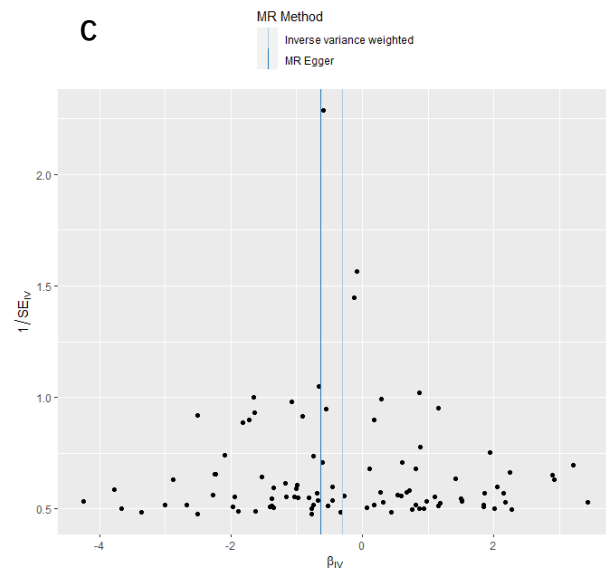 C
MR Method
Inverse variance weighted
MR Egger
2.0
1.5
1.0
0.5
1/SE_IV
-4
-2
0
2
β_IV